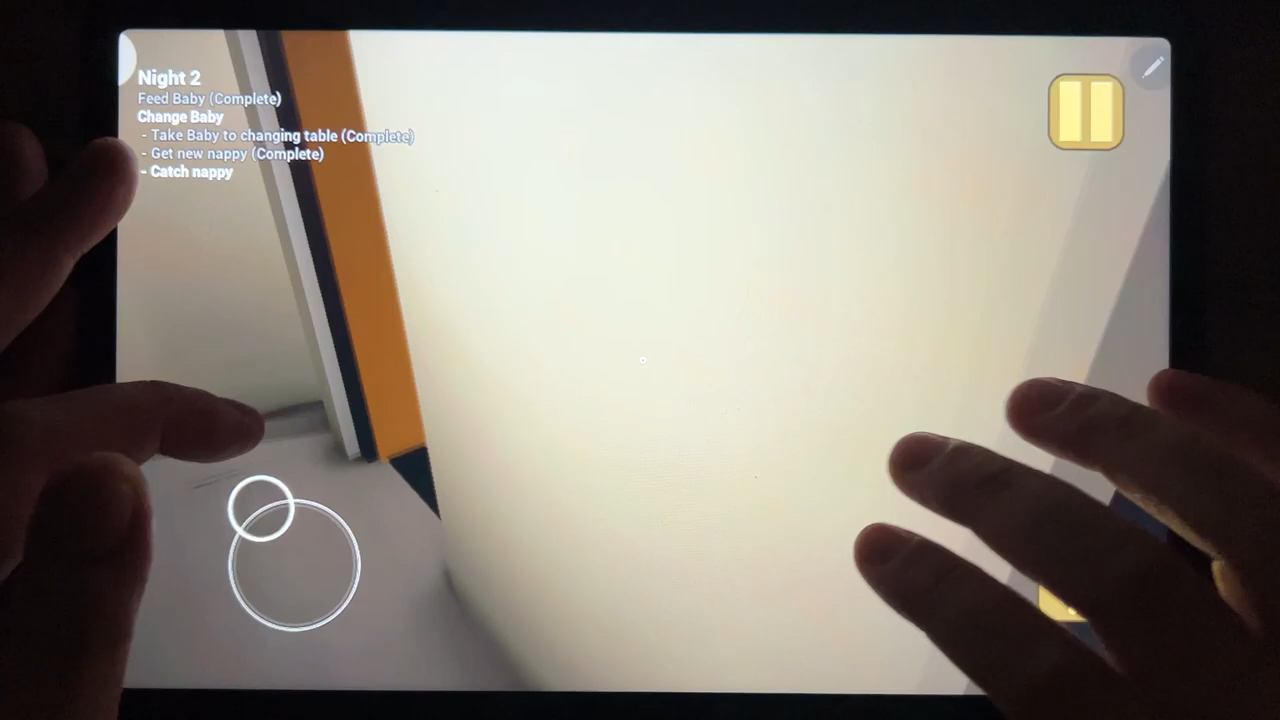 Night 2
Feed Baby (Complete)
Change Baby
- Take Baby to changing table (Complete)
- Get new nappy (Complete)
- Catch nappy